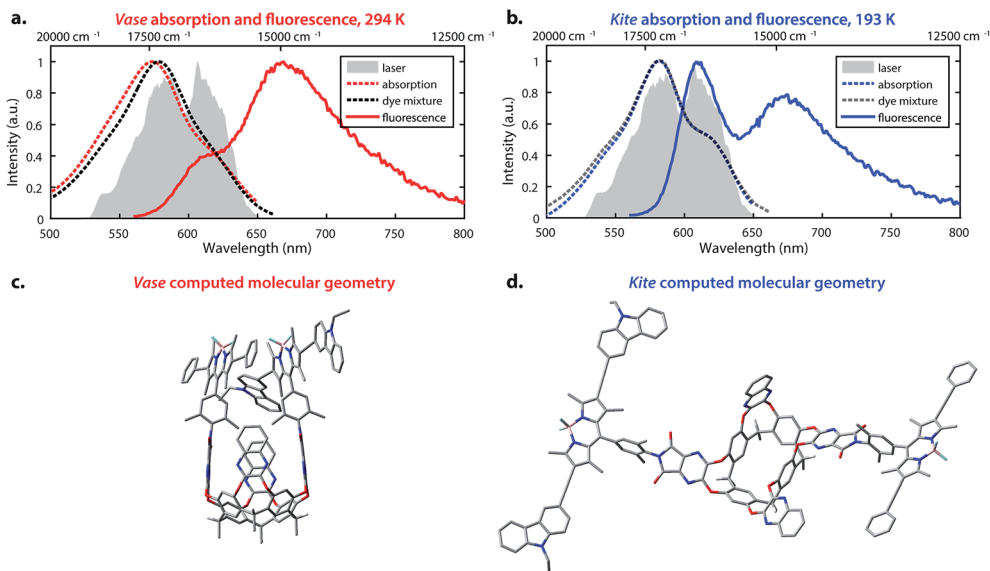 a.
Vase absorption and fluorescence, 294 K
20000 cm -1
17500 cm -1
15000 cm -1
12500 cm -1
1
0.8
0.6
0.4
0.2
0
Intensity (a.u.)
laser
absorption
dye mixture
fluorescence
500
550
600
650
700
750
800
Wavelength (nm)
b.
Kite absorption and fluorescence, 193 K
20000 cm -1
17500 cm -1
15000 cm -1
12500 cm -1
1
0.8
0.6
0.4
0.2
0
Intensity (a.u.)
laser
absorption
dye mixture
fluorescence
500
550
600
650
700
750
800
Wavelength (nm)
c.
Vase computed molecular geometry
d.
Kite computed molecular geometry